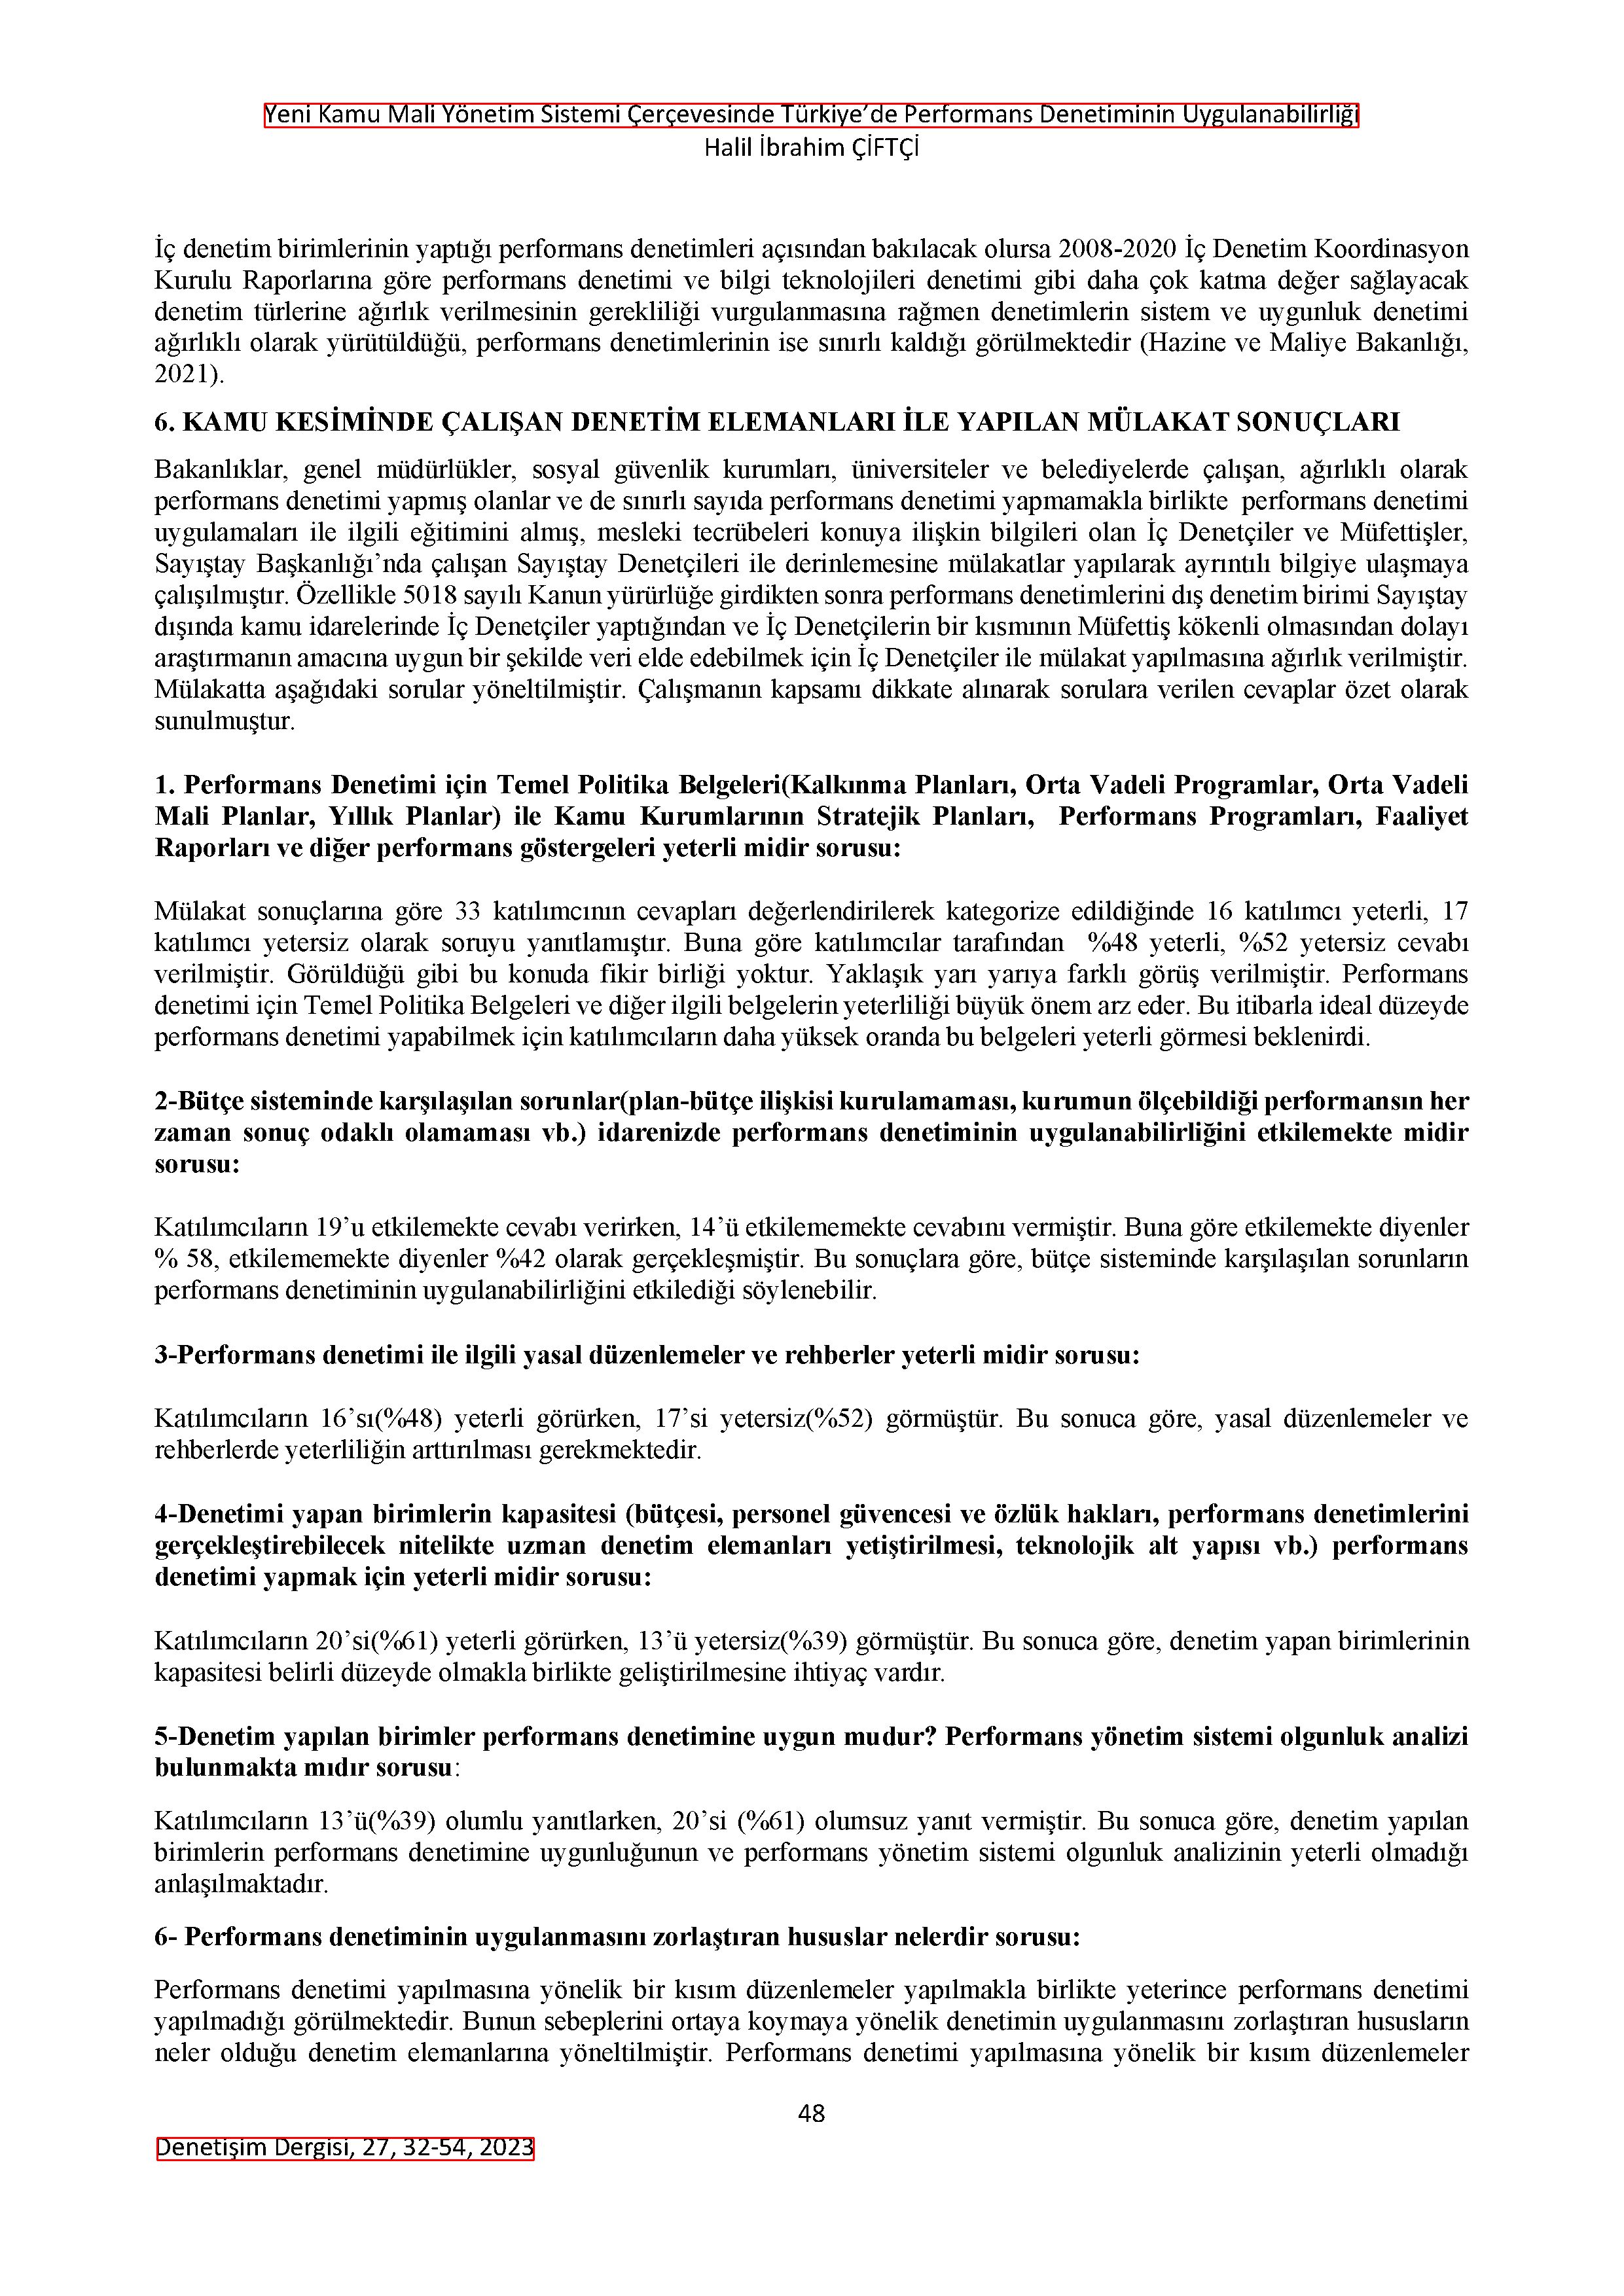 Yeni Kamu Mali Yönetim Sistemi Çerçevesinde Türkiye’de Performans Denetiminin Uygulanabilirliği
Halil İbrahim ÇİFTÇİ
İç denetim birimlerinin yaptığı performans denetimleri açısından bakılacak olursa 2008-2020 İç Denetim Koordinasyon
Kurulu Raporlarına göre performans denetimi ve bilgi teknolojileri denetimi gibi daha çok katma değer sağlayacak
denetim türlerine ağırlık verilmesinin gerekliliği vurgulanmasına rağmen denetimlerin sistem ve uygunluk denetimi
ağırlıklı olarak yürütüldüğü, performans denetimlerinin ise sınırlı kaldığı görülmektedir (Hazine ve Maliye Bakanlığı,
2021).
6. KAMU KESİMİNDE ÇALIŞAN DENETİM ELEMANLARI İLE YAPILAN MÜLAKAT SONUÇLARI
Bakanlıklar, genel müdürlükler, sosyal güvenlik kurumları, üniversiteler ve belediyelerde çalışan, ağırlıklı olarak
performans denetimi yapmış olanlar ve de sınırlı sayıda performans denetimi yapmamakla birlikte performans denetimi
uygulamaları ile ilgili eğitimini almış, mesleki tecrübeleri konuya ilişkin bilgileri olan İç Denetçiler ve Müfettişler,
Sayıştay Başkanlığı’nda çalışan Sayıştay Denetçileri ile derinlemesine mülakatlar yapılarak ayrıntılı bilgiye ulaşmaya
çalışılmıştır. Özellikle 5018 sayılı Kanun yürürlüğe girdikten sonra performans denetimlerini dış denetim birimi Sayıştay
dışında kamu idarelerinde İç Denetçiler yaptığından ve İç Denetçilerin bir kısmının Müfettiş kökenli olmasından dolayı
araştırmanın amacına uygun bir şekilde veri elde edebilmek için İç Denetçiler ile mülakat yapılmasına ağırlık verilmiştir.
Mülakatta aşağıdaki sorular yöneltilmiştir. Çalışmanın kapsamı dikkate alınarak sorulara verilen cevaplar özet olarak
sunulmuştur.
1. Performans Denetimi için Temel Politika Belgeleri(Kalkınma Planları, Orta Vadeli Programlar, Orta Vadeli
Mali Planlar, Yıllık Planlar) ile Kamu Kurumlarının Stratejik Planları, Performans Programları, Faaliyet
Raporları ve diğer performans göstergeleri yeterli midir sorusu:
Mülakat sonuçlarına göre 33 katılımcının cevapları değerlendirilerek kategorize edildiğinde 16 katılımcı yeterli, 17
katılımcı yetersiz olarak soruyu yanıtlamıştır. Buna göre katılımcılar tarafından %48 yeterli, %52 yetersiz cevabı
verilmiştir. Görüldüğü gibi bu konuda fikir birliği yoktur. Yaklaşık yarı yarıya farklı görüş verilmiştir. Performans
denetimi için Temel Politika Belgeleri ve diğer ilgili belgelerin yeterliliği büyük önem arz eder. Bu itibarla ideal düzeyde
performans denetimi yapabilmek için katılımcıların daha yüksek oranda bu belgeleri yeterli görmesi beklenirdi.
2-Bütçe sisteminde karşılaşılan sorunlar(plan-bütçe ilişkisi kurulamaması, kurumun ölçebildiği performansın her
zaman sonuç odaklı olamaması vb.) idarenizde performans denetiminin uygulanabilirliğini etkilemekte midir
sorusu:
Katılımcıların 19’u etkilemekte cevabı verirken, 14’ü etkilememekte cevabını vermiştir. Buna göre etkilemekte diyenler
% 58, etkilememekte diyenler %42 olarak gerçekleşmiştir. Bu sonuçlara göre, bütçe sisteminde karşılaşılan sorunların
performans denetiminin uygulanabilirliğini etkilediği söylenebilir.
3-Performans denetimi ile ilgili yasal düzenlemeler ve rehberler yeterli midir sorusu:
Katılımcıların 16’sı(%48) yeterli görürken, 17’si yetersiz(%52) görmüştür. Bu sonuca göre, yasal düzenlemeler ve
rehberlerde yeterliliğin arttırılması gerekmektedir.
4-Denetimi yapan birimlerin kapasitesi (bütçesi, personel güvencesi ve özlük hakları, performans denetimlerini
gerçekleştirebilecek nitelikte uzman denetim elemanları yetiştirilmesi, teknolojik alt yapısı vb.) performans
denetimi yapmak için yeterli midir sorusu:
Katılımcıların 20’si(%61) yeterli görürken, 13’ü yetersiz(%39) görmüştür. Bu sonuca göre, denetim yapan birimlerinin
kapasitesi belirli düzeyde olmakla birlikte geliştirilmesine ihtiyaç vardır.
5-Denetim yapılan birimler performans denetimine uygun mudur? Performans yönetim sistemi olgunluk analizi
bulunmakta mıdır sorusu:
Katılımcıların 13’ü(%39) olumlu yanıtlarken, 20’si (%61) olumsuz yanıt vermiştir. Bu sonuca göre, denetim yapılan
birimlerin performans denetimine uygunluğunun ve performans yönetim sistemi olgunluk analizinin yeterli olmadığı
anlaşılmaktadır.
6- Performans denetiminin uygulanmasını zorlaştıran hususlar nelerdir sorusu:
Performans denetimi yapılmasına yönelik bir kısım düzenlemeler yapılmakla birlikte yeterince performans denetimi
yapılmadığı görülmektedir. Bunun sebeplerini ortaya koymaya yönelik denetimin uygulanmasını zorlaştıran hususların
neler olduğu denetim elemanlarına yöneltilmiştir. Performans denetimi yapılmasına yönelik bir kısım düzenlemeler
48
Denetişim Dergisi, 27, 32-54, 2023